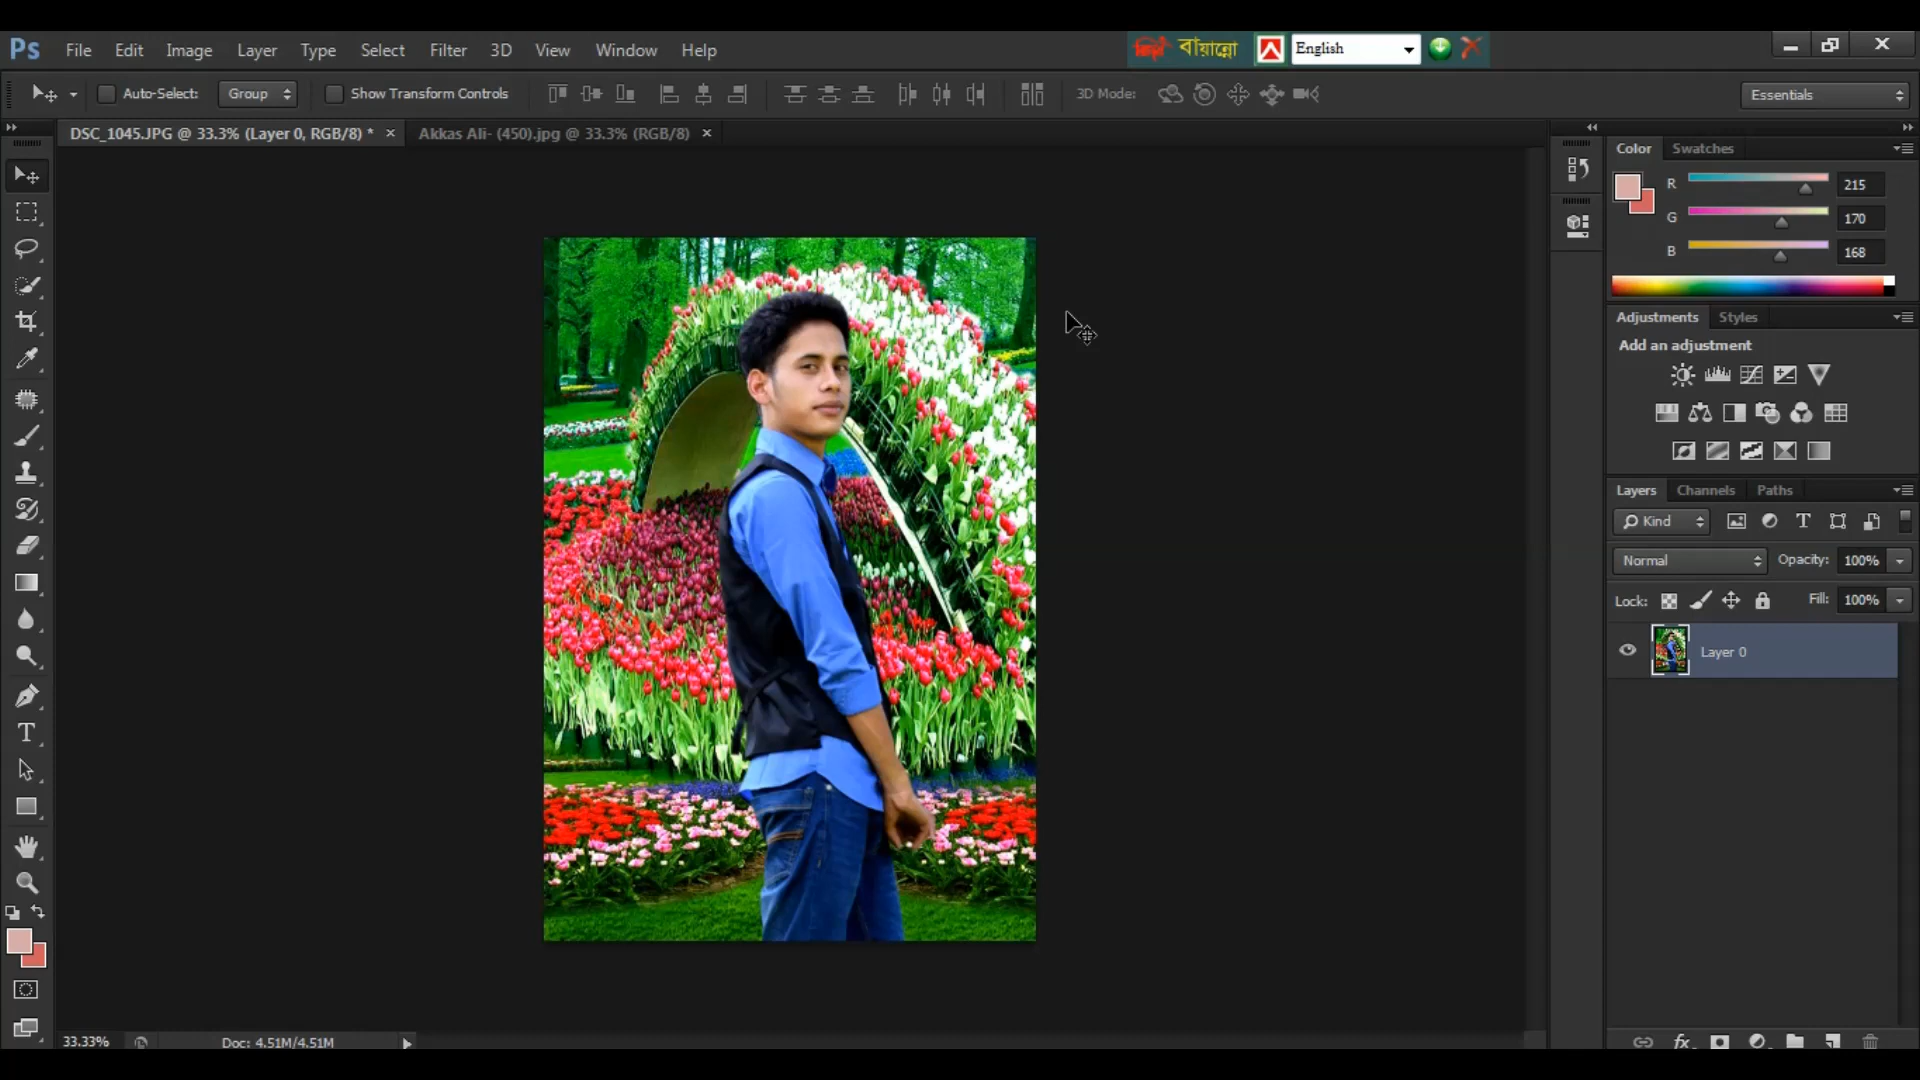 Ps File Edit Image Layer Type Select Filter 3D View Window Help
বায়ান্নো English
Auto-Select: Group Show Transform Controls 3D Mode: Essentials
DSC_1045.JPG @ 33.3% (Layer 0, RGB/8) * × Akkas Ali- (450).jpg @ 33.3% (RGB/8) ×
Color Swatches
R 215
G 170
B 168
Adjustments Styles
Add an adjustment
Layers Channels Paths
Kind
Normal Opacity: 100%
Lock: Fill: 100%
Layer 0
33.33% Doc: 4.51M/4.51M